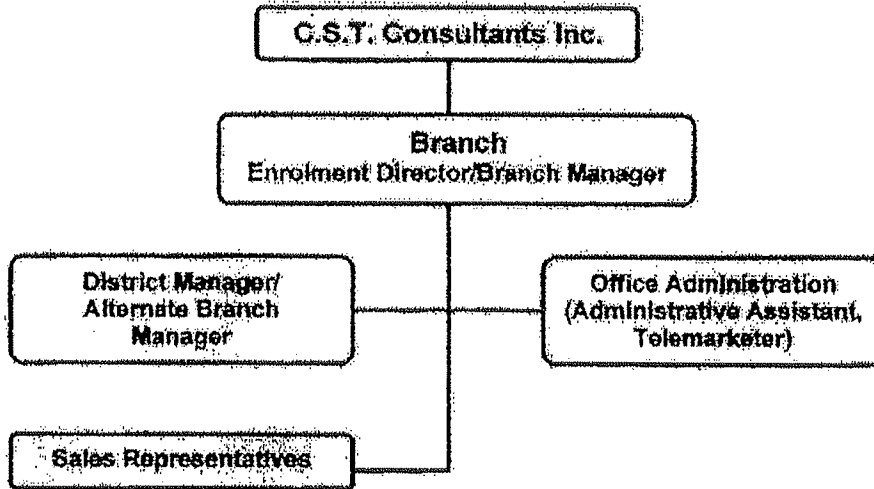 C.S.T. Consultants Inc.
Branch
Enrolment Director/Branch Manager
District Manager/
Alternate Branch
Manager
Office Administration
(Administrative Assistant,
Telemarketer)
Sales Representatives